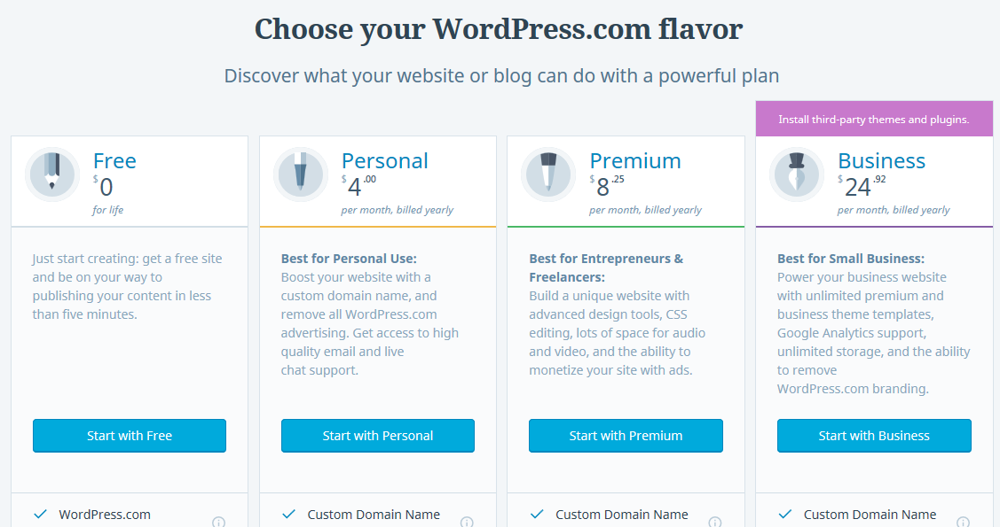 Choose your WordPress.com flavor
Discover what your website or blog can do with a powerful plan
Free
$0
for life
Just start creating: get a free site
and be on your way to
publishing your content in less
than five minutes.
Start with Free
WordPress.com
Personal
$4.00
per month, billed yearly
Best for Personal Use:
Boost your website with a
custom domain name, and
remove all WordPress.com
advertising. Get access to high
quality email and live
chat support.
Start with Personal
Custom Domain Name
Premium
$8.25
per month, billed yearly
Best for Entrepreneurs &
Freelancers:
Build a unique website with
advanced design tools, CSS
editing, lots of space for audio
and video, and the ability to
monetize your site with ads.
Start with Premium
Custom Domain Name
Install third-party themes and plugins.
Business
$24.92
per month, billed yearly
Best for Small Business:
Power your business website
with unlimited premium and
business theme templates,
Google Analytics support,
unlimited storage, and the ability
to remove
WordPress.com branding.
Start with Business
Custom Domain Name